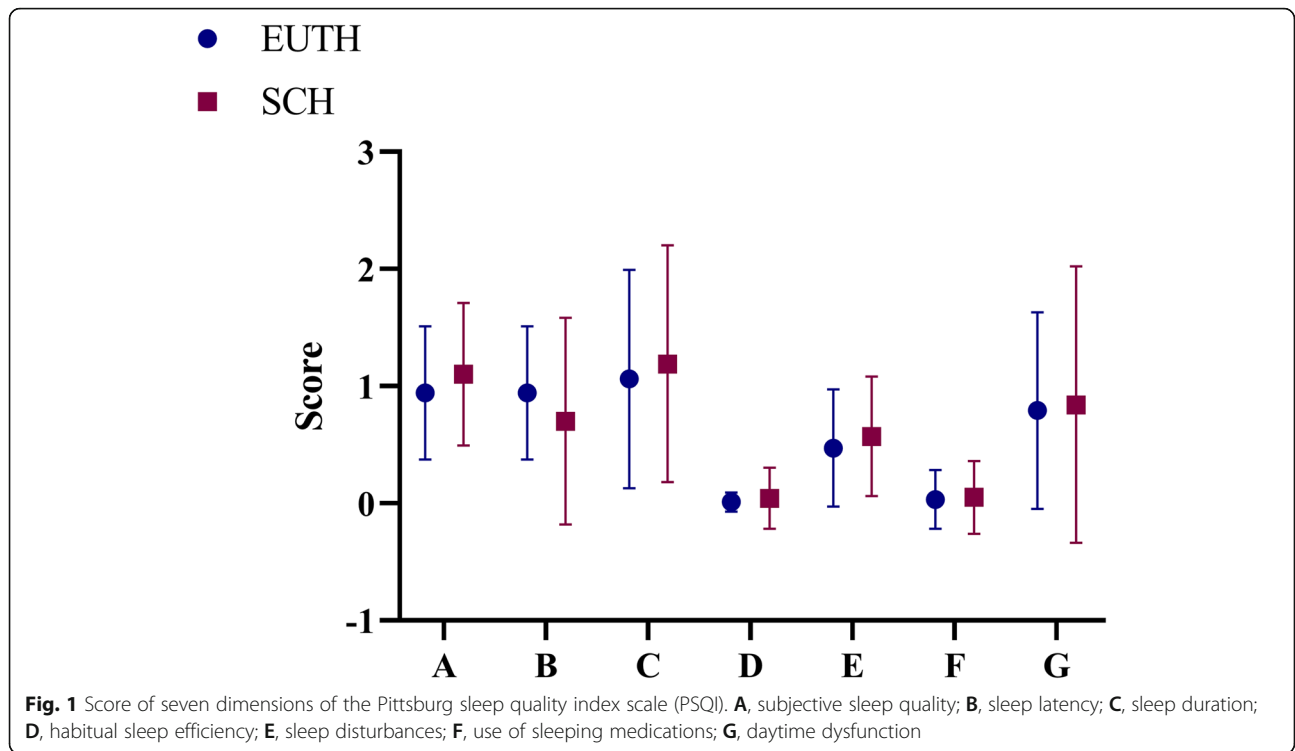 EUTH
SCH
3
2
1
0
-1
Score
A B C D E F G
Fig. 1 Score of seven dimensions of the Pittsburg sleep quality index scale (PSQI). A, subjective sleep quality; B, sleep latency; C, sleep duration;
D, habitual sleep efficiency; E, sleep disturbances; F, use of sleeping medications; G, daytime dysfunction